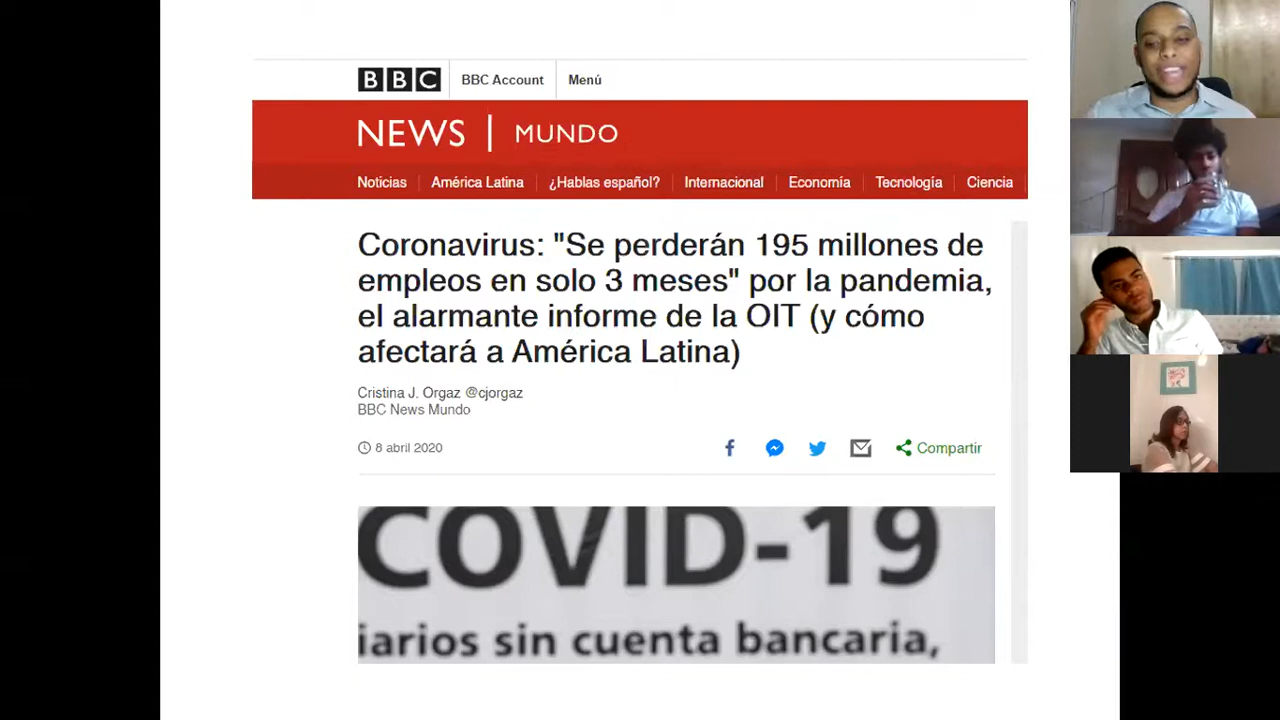 BBC BBC Account Menú
NEWS | MUNDO
Noticias América Latina ¿Hablas español? Internacional Economía Tecnología Ciencia
Coronavirus: "Se perderán 195 millones de
empleos en solo 3 meses" por la pandemia,
el alarmante informe de la OIT (y cómo
afectará a América Latina)
Cristina J. Orgaz @cjorgaz
BBC News Mundo
8 abril 2020 Compartir
COVID-19
iarios sin cuenta bancaria,